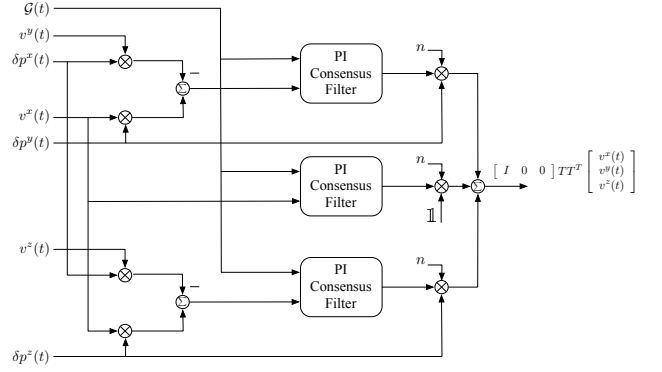 𝒢(t)
v^y(t)
δp^x(t)
v^x(t)
δp^y(t)
v^z(t)
δp^z(t)
−
Σ
PI
Consensus
Filter
n
PI
Consensus
Filter
n
𝟙
Σ
[ I 0 0 ] TT^T [ v^x(t)
v^y(t)
v^z(t) ]
−
Σ
PI
Consensus
Filter
n